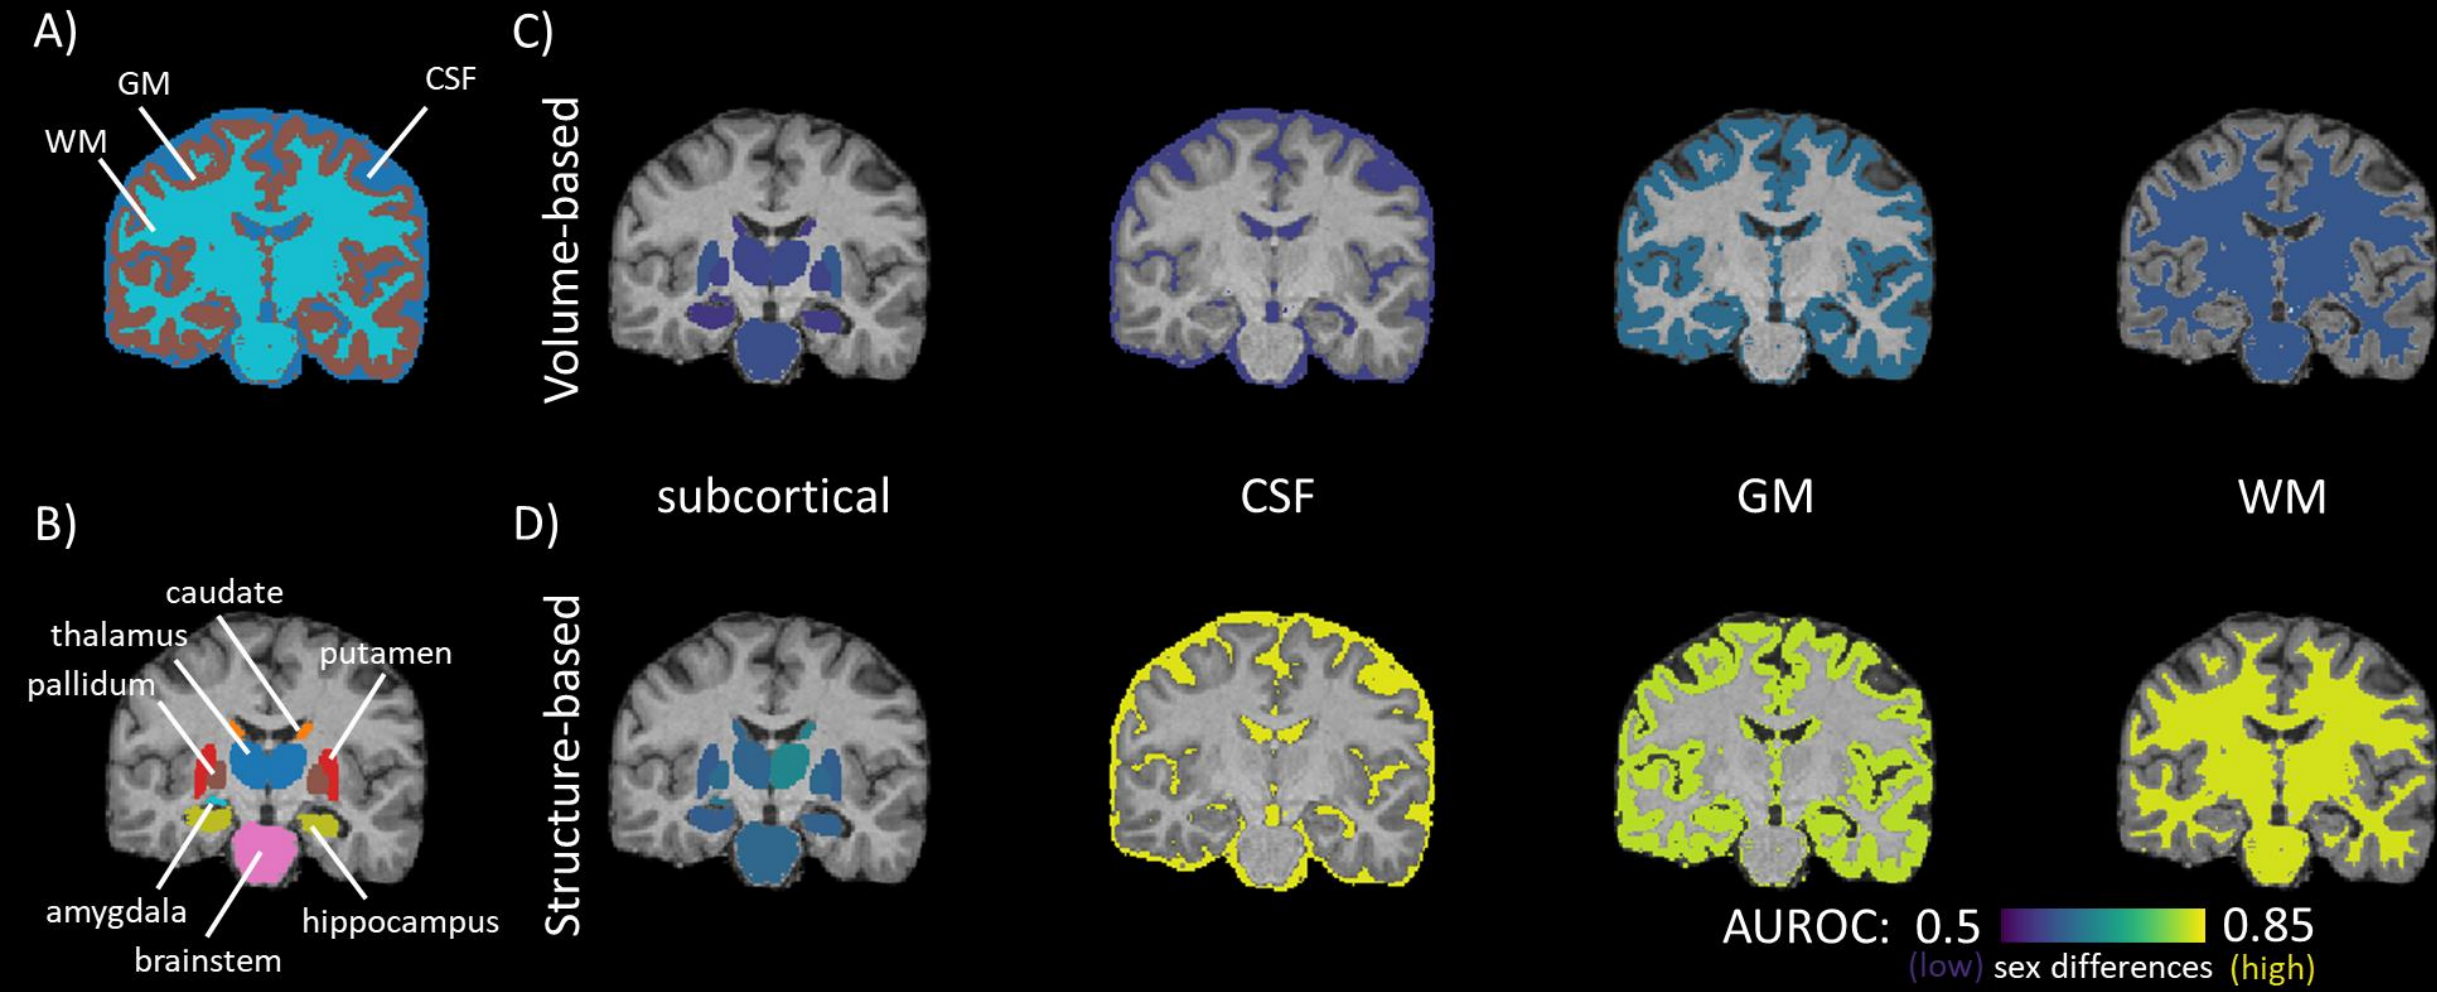 A)
GM
CSF
WM
C)
Volume-based
subcortical
CSF
GM
WM
B)
caudate
thalamus
putamen
pallidum
amygdala
hippocampus
brainstem
D)
Structure-based
AUROC: 0.5 0.85
(low) sex differences (high)